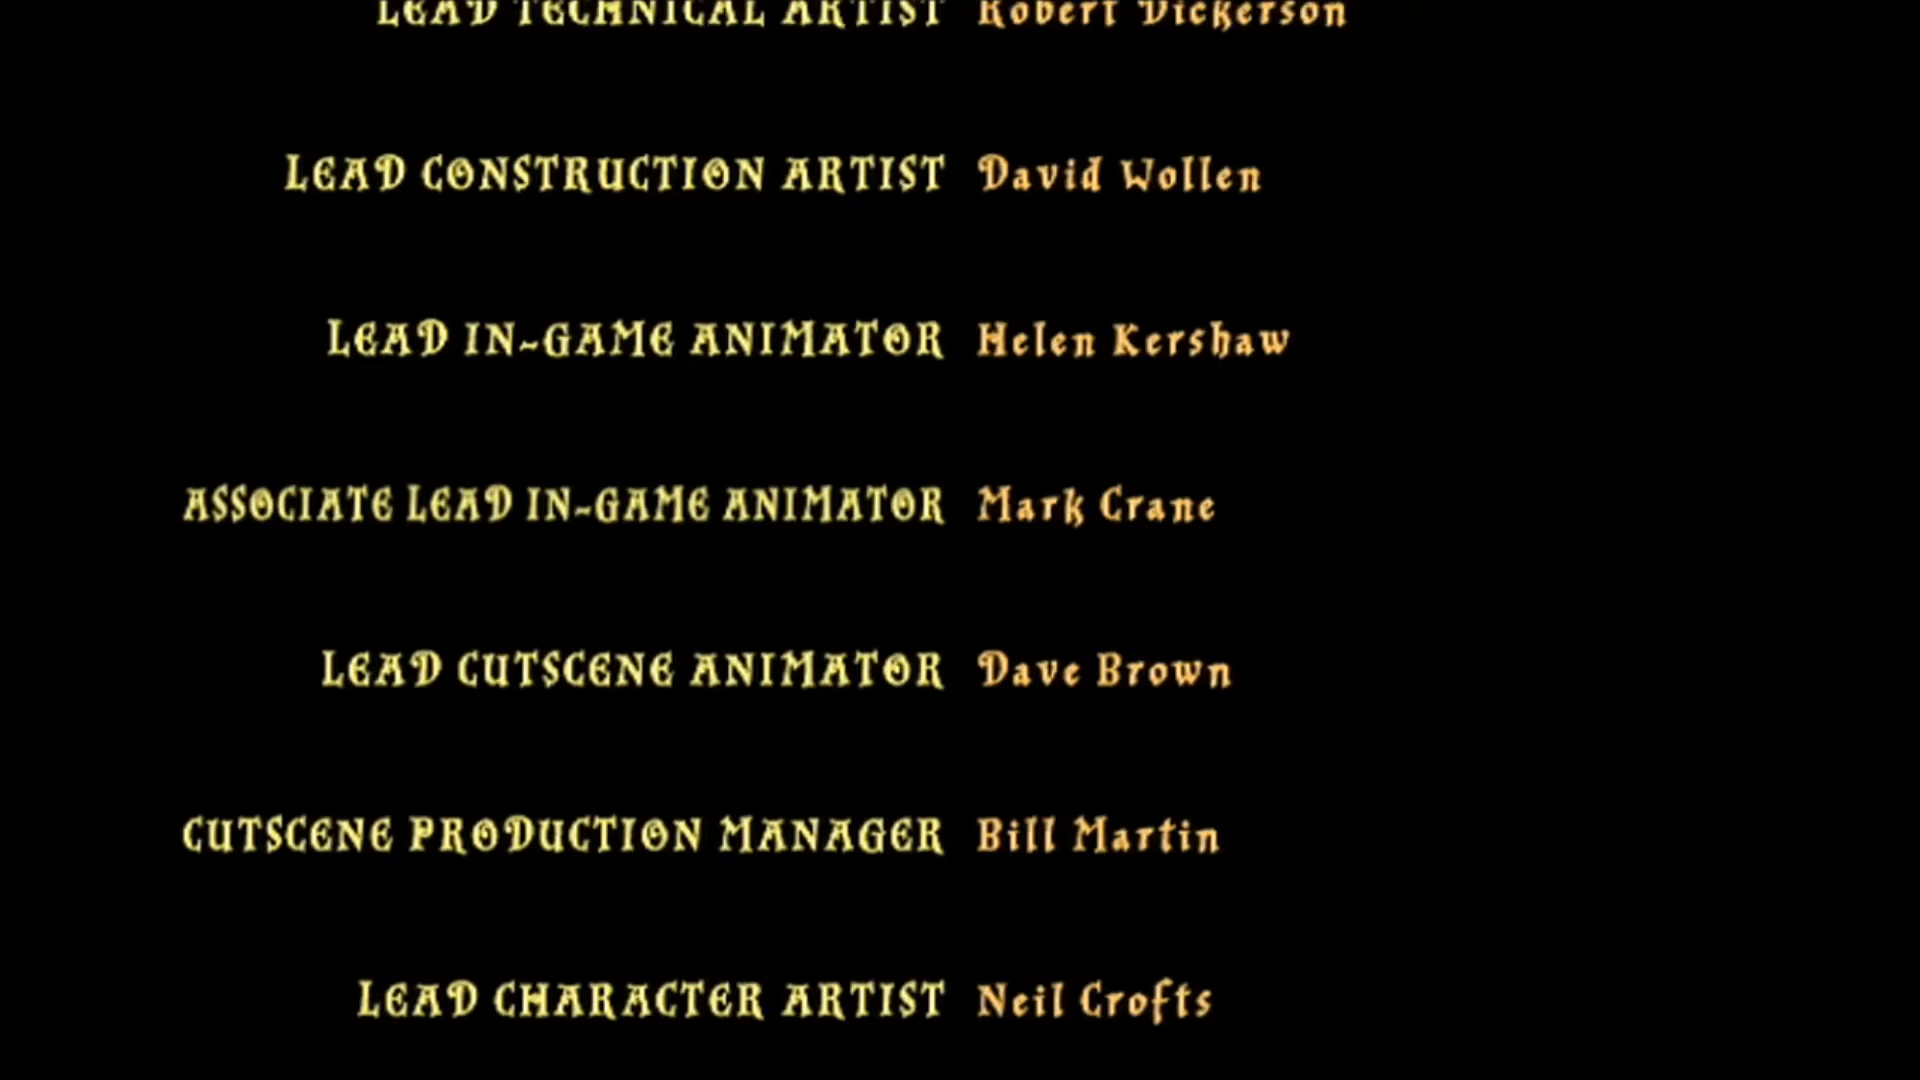 LEAD TECHNICAL ARTIST Robert Dickerson
LEAD CONSTRUCTION ARTIST David Wollen
LEAD IN-GAME ANIMATOR Helen Kershaw
ASSOCIATE LEAD IN-GAME ANIMATOR Mark Crane
LEAD CUTSCENE ANIMATOR Dave Brown
CUTSCENE PRODUCTION MANAGER Bill Martin
LEAD CHARACTER ARTIST Neil Crofts